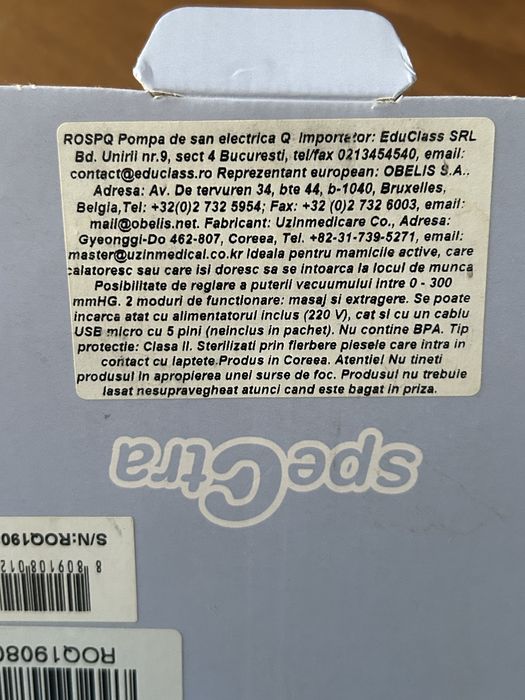 ROSPQ Pompa de san electrica Q Importator: EduClass SRL
Bd. Unirii nr.9, sect 4 Bucuresti, tel/fax 0213454540, email:
contact@educlass.ro Reprezentant european: OBELIS S.A..
Adresa: Av. De tervuren 34, bte 44, b-1040, Bruxelles,
Belgia,Tel: +32(0)2 732 5954; Fax: +32 (0)2 732 6003, email:
mail@obelis.net. Fabricant: Uzinmedicare Co., Adresa:
Gyeonggi-Do 462-807, Coreea, Tel. +82-31-739-5271, email:
master@uzinmedical.co.kr Ideala pentru mamicile active, care
calatoresc sau care isi doresc sa se intoarca la locul de munca
Posibilitate de reglare a puterii vacuumului intre 0 - 300
mmHG. 2 moduri de functionare: masaj si extragere. Se poate
incarca atat cu alimentatorul inclus (220 V), cat si cu un cablu
USB micro cu 5 pini (neinclus in pachet). Nu contine BPA. Tip
protectie: Clasa II. Sterilizati prin fierbere piesele care intra in
contact cu laptele.Produs in Coreea. Atentie! Nu tineti
produsul in apropierea unei surse de foc. Produsul nu trebuie
lasat nesupravegheat atunci cand este bagat in priza.
speCtra
S/N:ROQ190
8 809108 012
ROQ19080